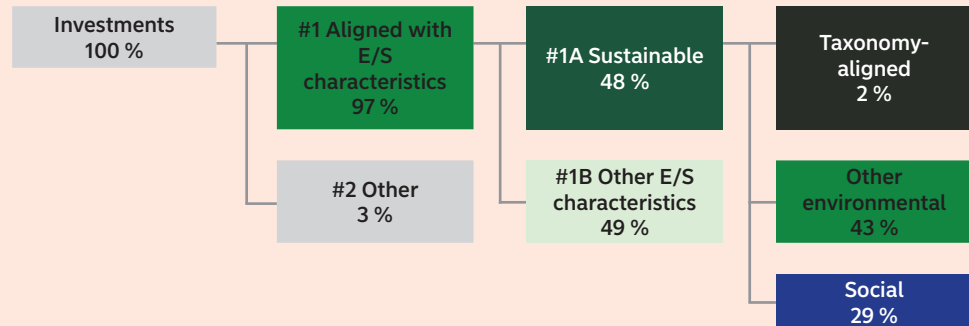 Investments
100 %
#1 Aligned with
E/S
characteristics
97 %
#1A Sustainable
48 %
Taxonomy-
aligned
2 %
#2 Other
3 %
#1B Other E/S
characteristics
49 %
Other
environmental
43 %
Social
29 %